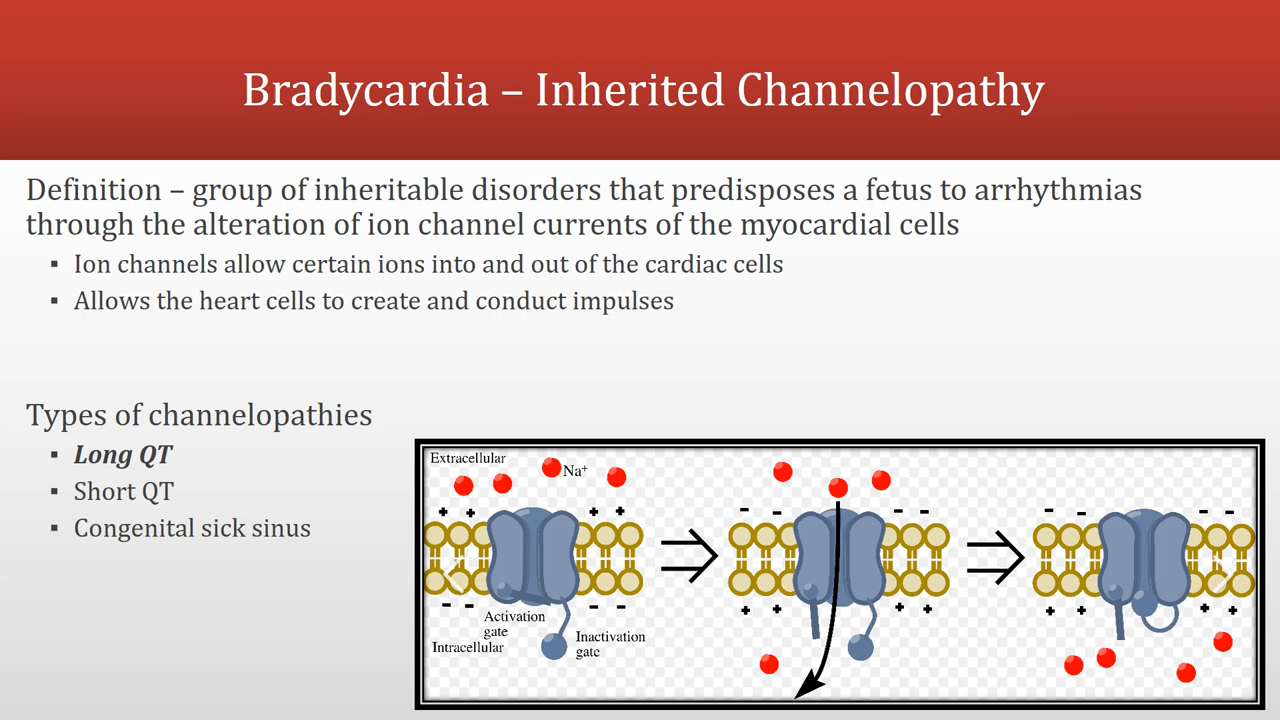 Bradycardia – Inherited Channelopathy
Definition – group of inheritable disorders that predisposes a fetus to arrhythmias
through the alteration of ion channel currents of the myocardial cells
▪ Ion channels allow certain ions into and out of the cardiac cells
▪ Allows the heart cells to create and conduct impulses
Types of channelopathies
▪ Long QT
▪ Short QT
▪ Congenital sick sinus
Extracellular
Na⁺
+ + + +
- - - -
- - - -
- - - -
+ + + +
+ + + +
Activation
gate
Intracellular
Inactivation
gate